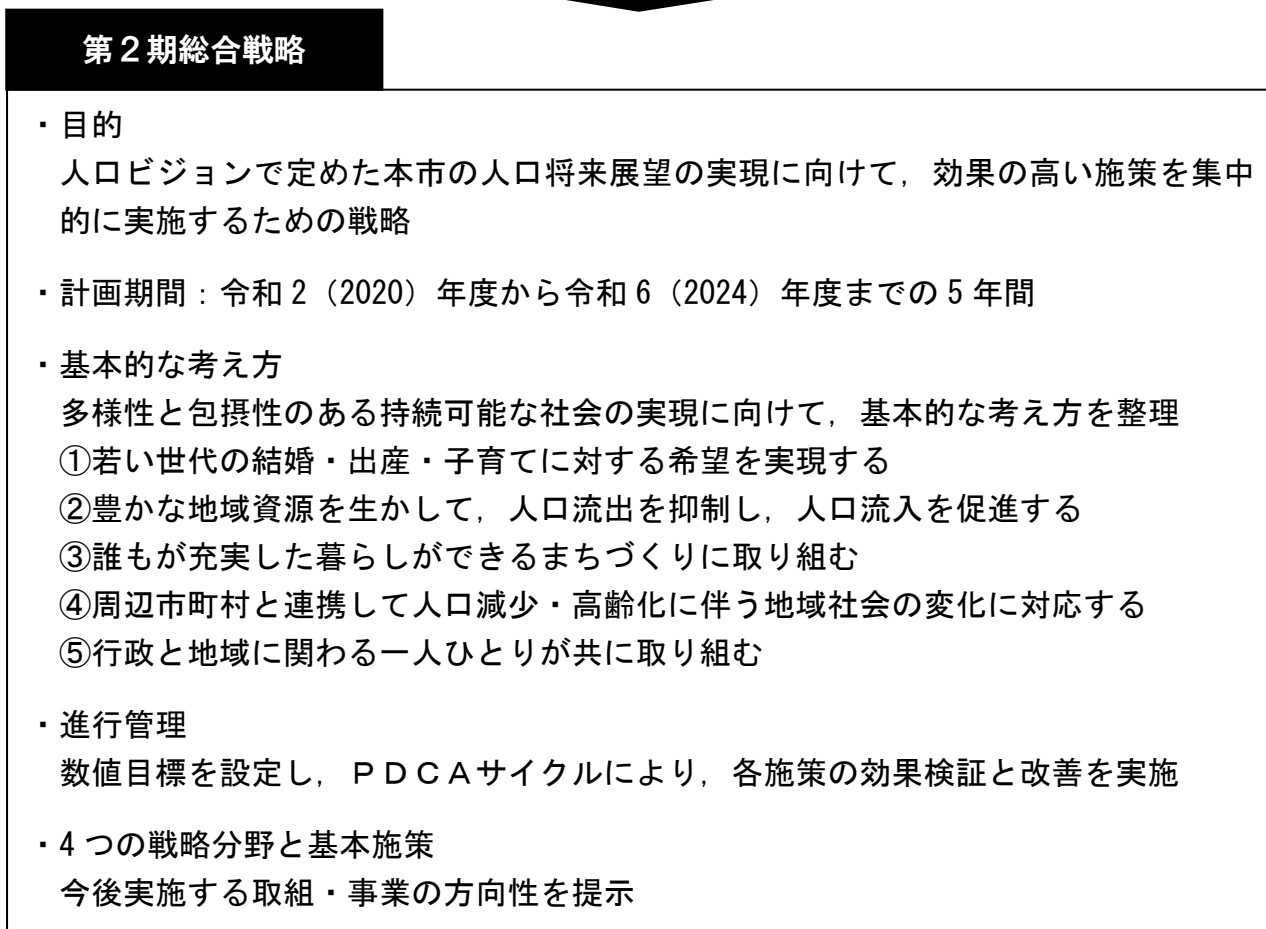 第２期総合戦略
・目的
人口ビジョンで定めた本市の人口将来展望の実現に向けて，効果の高い施策を集中
的に実施するための戦略
・計画期間：令和 2（2020）年度から令和 6（2024）年度までの 5 年間
・基本的な考え方
多様性と包摂性のある持続可能な社会の実現に向けて，基本的な考え方を整理
①若い世代の結婚・出産・子育てに対する希望を実現する
②豊かな地域資源を生かして，人口流出を抑制し，人口流入を促進する
③誰もが充実した暮らしができるまちづくりに取り組む
④周辺市町村と連携して人口減少・高齢化に伴う地域社会の変化に対応する
⑤行政と地域に関わる一人ひとりが共に取り組む
・進行管理
数値目標を設定し，ＰＤＣＡサイクルにより，各施策の効果検証と改善を実施
・4 つの戦略分野と基本施策
今後実施する取組・事業の方向性を提示